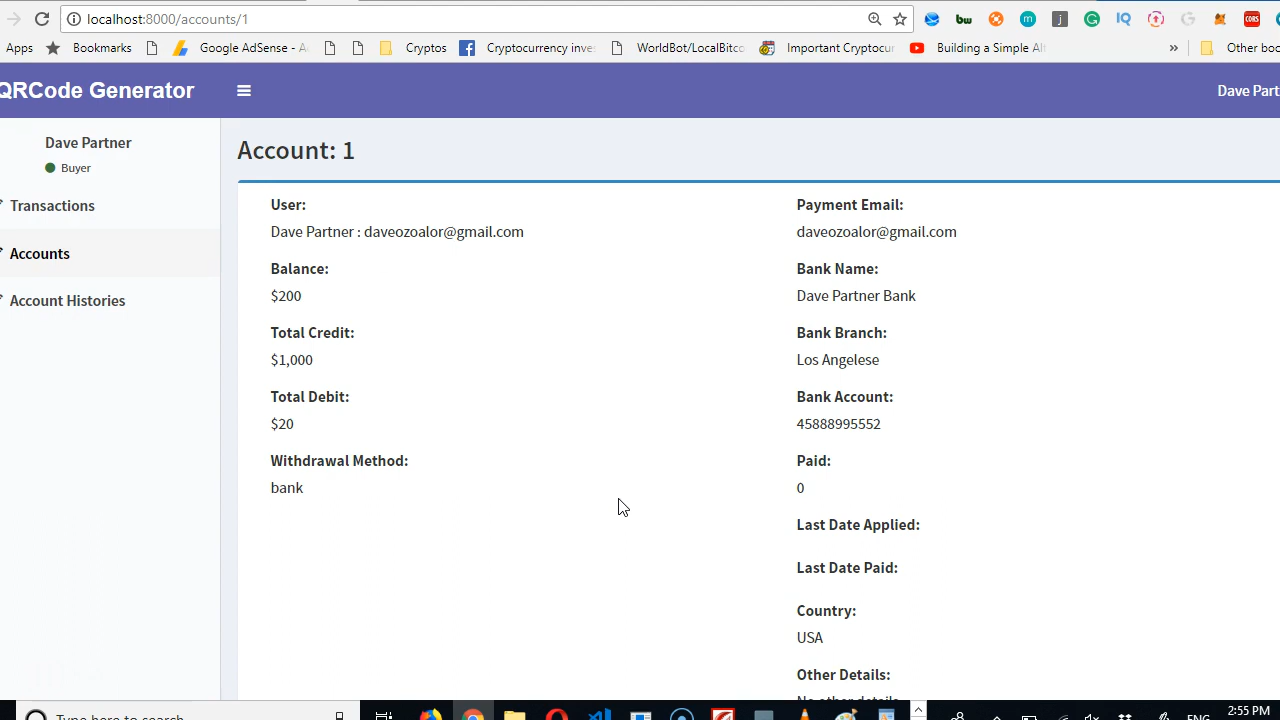 localhost:8000/accounts/1
Apps Bookmarks Google AdSense - A Cryptos Cryptocurrency inve WorldBot/LocalBitco Important Cryptocur Building a Simple Al » Other boo
QRCode Generator
Dave Part
Dave Partner
Buyer
Transactions
Accounts
Account Histories
Account: 1
User:
Dave Partner : daveozoalor@gmail.com
Balance:
$200
Total Credit:
$1,000
Total Debit:
$20
Withdrawal Method:
bank
Payment Email:
daveozoalor@gmail.com
Bank Name:
Dave Partner Bank
Bank Branch:
Los Angelese
Bank Account:
45888995552
Paid:
0
Last Date Applied:
Last Date Paid:
Country:
USA
Other Details:
No other details
Type here to search
ENG
2:55 PM